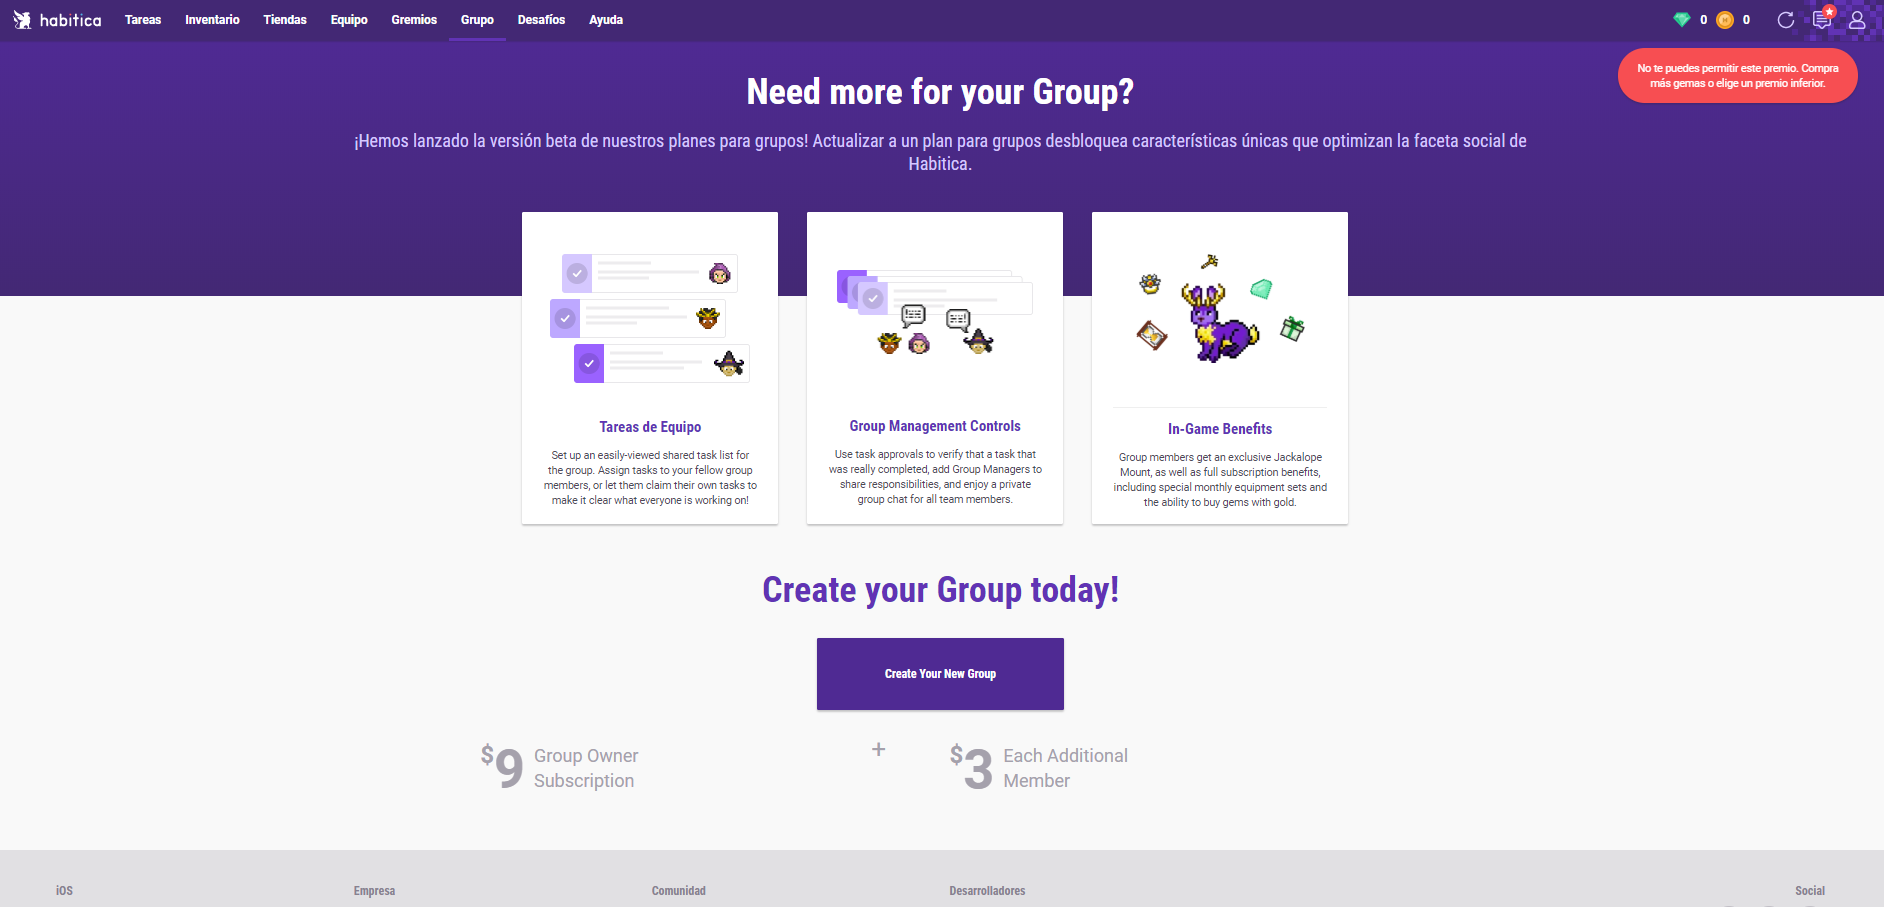 habitica Tareas Inventario Tiendas Equipo Gremios Grupo Desafíos Ayuda 0 0
No te puedes permitir este premio. Compra
más gemas o elige un premio inferior.
Need more for your Group?
¡Hemos lanzado la versión beta de nuestros planes para grupos! Actualizar a un plan para grupos desbloquea características únicas que optimizan la faceta social de
Habitica.
Tareas de Equipo
Set up an easily-viewed shared task list for
the group. Assign tasks to your fellow group
members, or let them claim their own tasks to
make it clear what everyone is working on!
Group Management Controls
Use task approvals to verify that a task that
was really completed, add Group Managers to
share responsibilities, and enjoy a private
group chat for all team members.
In-Game Benefits
Group members get an exclusive Jackalope
Mount, as well as full subscription benefits,
including special monthly equipment sets and
the ability to buy gems with gold.
Create your Group today!
Create Your New Group
$9 Group Owner
Subscription
+
$3 Each Additional
Member
iOS Empresa Comunidad Desarrolladores Social